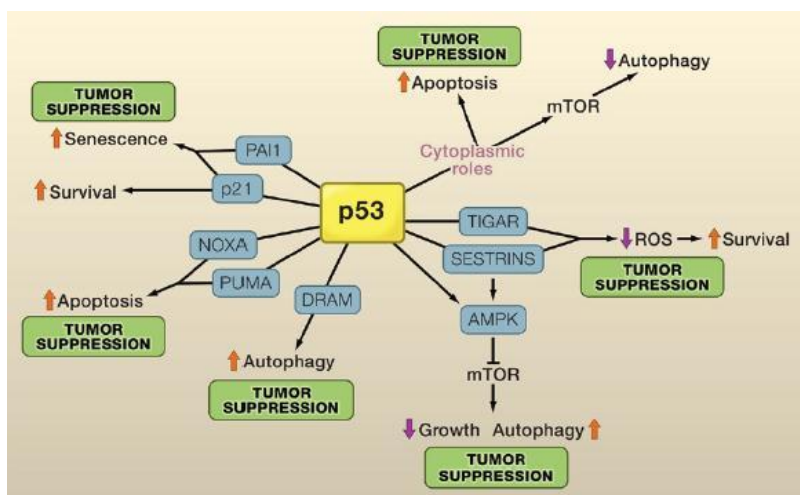 TUMOR
SUPPRESSION
Apoptosis
Autophagy
mTOR
Cytoplasmic
roles
TUMOR
SUPPRESSION
Senescence
PAI1
p21
Survival
p53
NOXA
PUMA
Apoptosis
TUMOR
SUPPRESSION
DRAM
Autophagy
TUMOR
SUPPRESSION
TIGAR
SESTRINS
ROS
Survival
TUMOR
SUPPRESSION
AMPK
mTOR
Growth Autophagy
TUMOR
SUPPRESSION